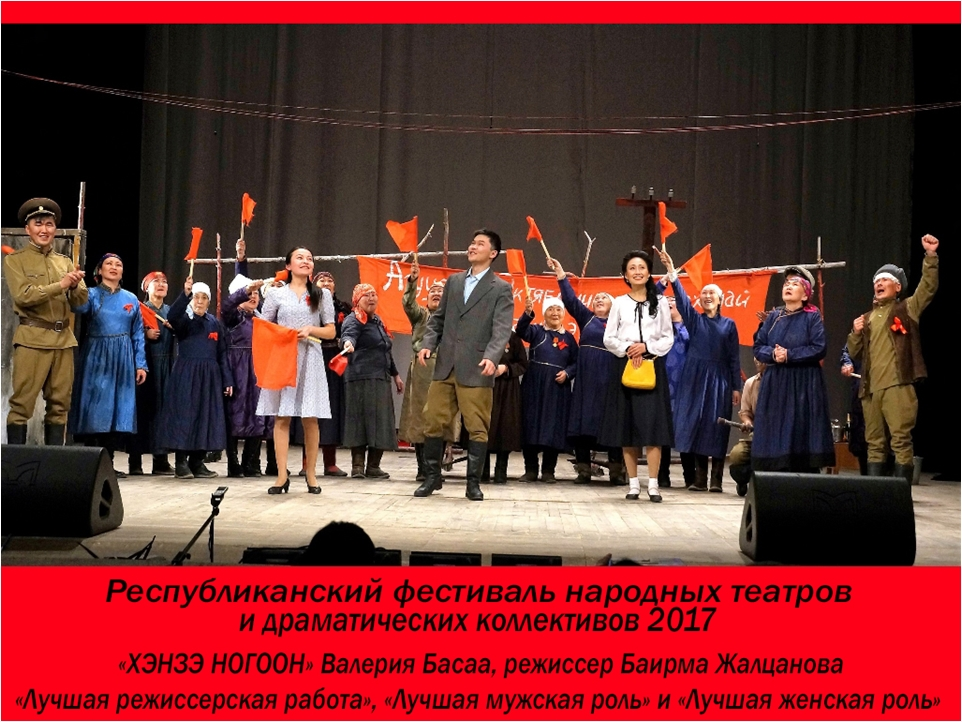 Республиканский фестиваль народных театров
и драматических коллективов 2017
«ХЭНЗЭ НОГООН» Валерия Басаа, режиссер Баирма Жалцанова
«Лучшая режиссерская работа», «Лучшая мужская роль» и «Лучшая женская роль»